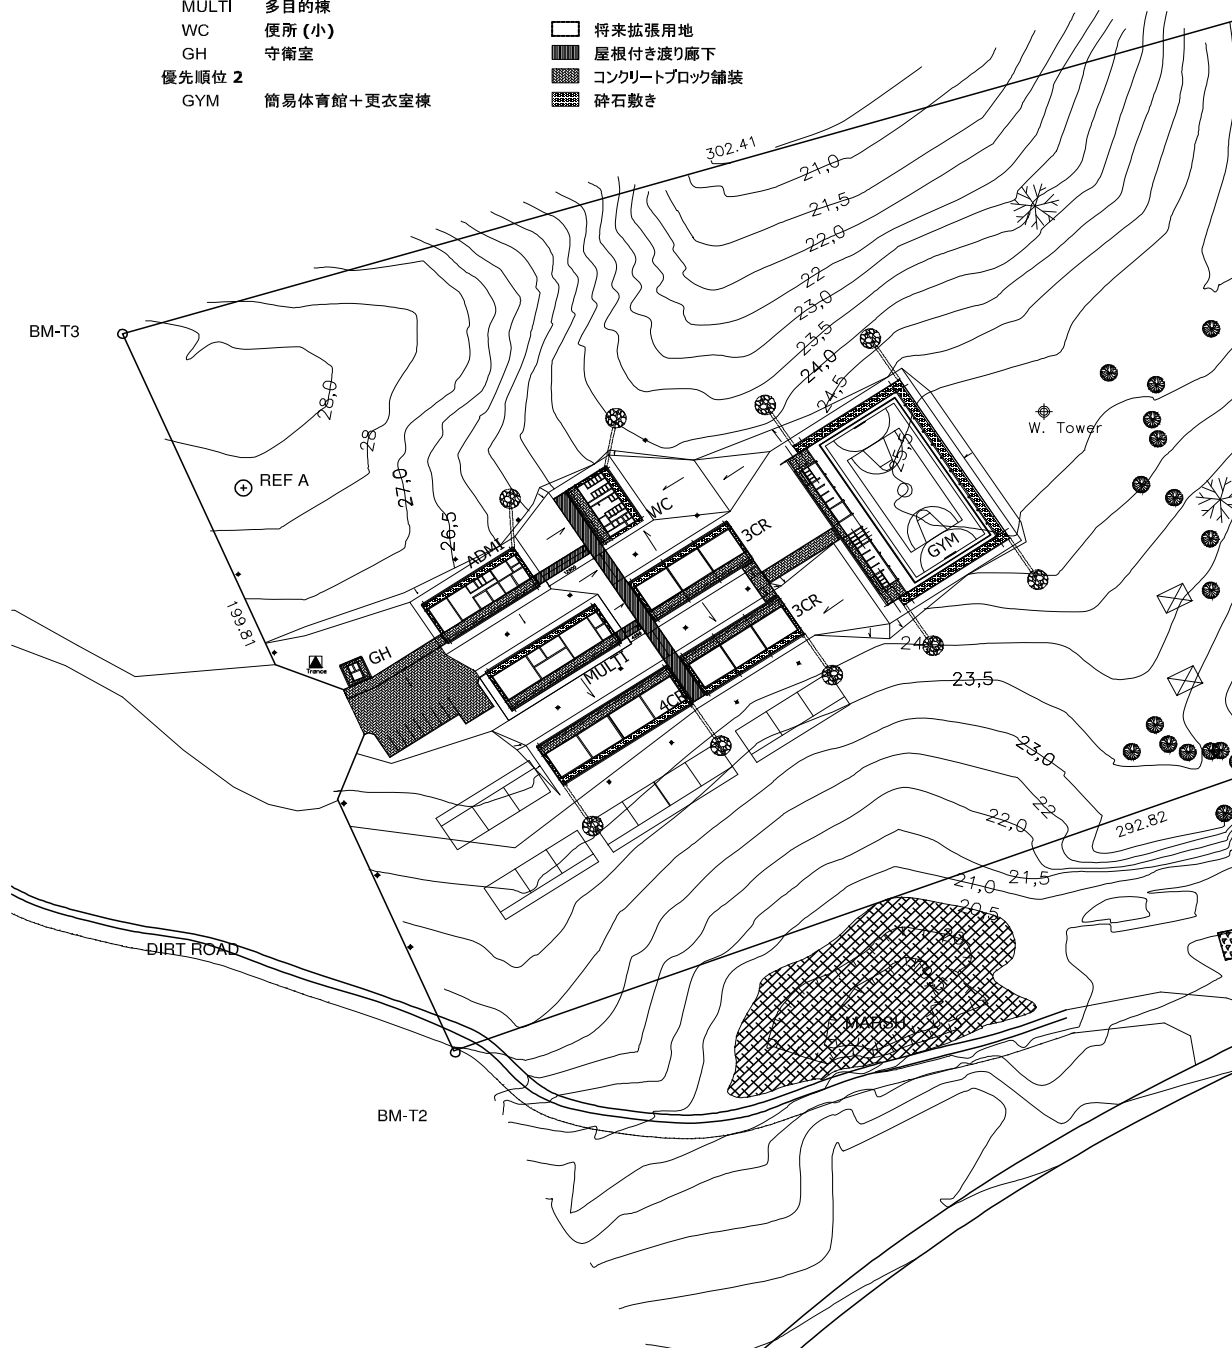 MULTI 多目的棟
WC 便所 (小)
GH 守衛室
優先順位 2
GYM 簡易体育館+更衣室棟
将来拡張用地
屋根付き渡り廊下
コンクリートブロック舗装
砕石敷き
302.41
21,0
21,5
22,0
22
23,0
23,5
24,0
24,5
25,5
BM-T3
28,0
28
27,0
26,5
REF A
W. Tower
WC
3CR
GYM
ADMI
3CR
199.81
GH
Trance
MULTI
4CR
24
23,5
23,0
22
22,0
292.82
21,5
21,0
20,5
20
DIRT ROAD
MARSH
BM-T2